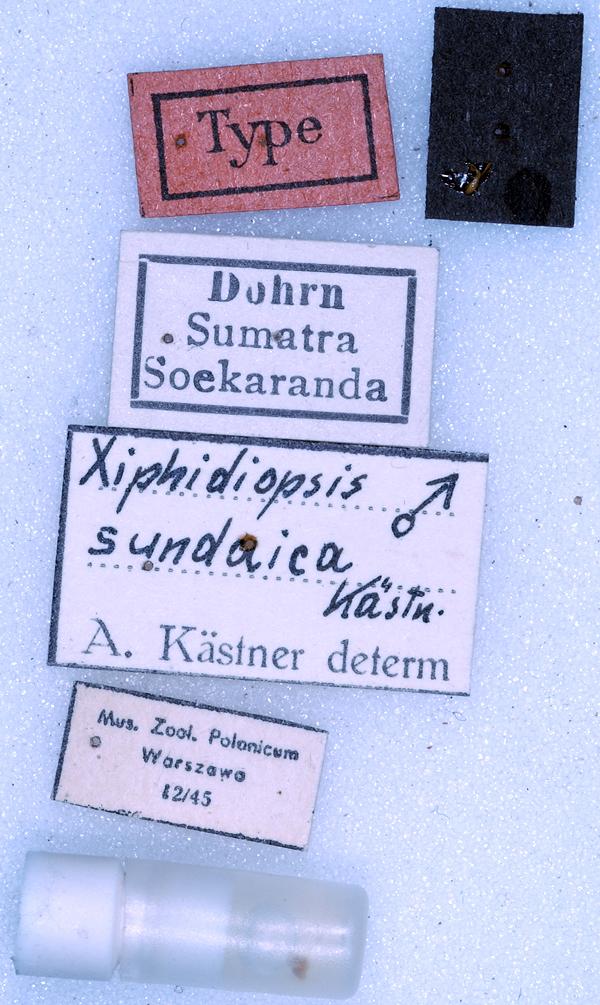 Type
Dohrn
Sumatra
Soekaranda
Xiphidiopsis ♂
sundaica
Kästn.
A. Kästner determ
Mus. Zool. Polonicum
Warszawa
12/45